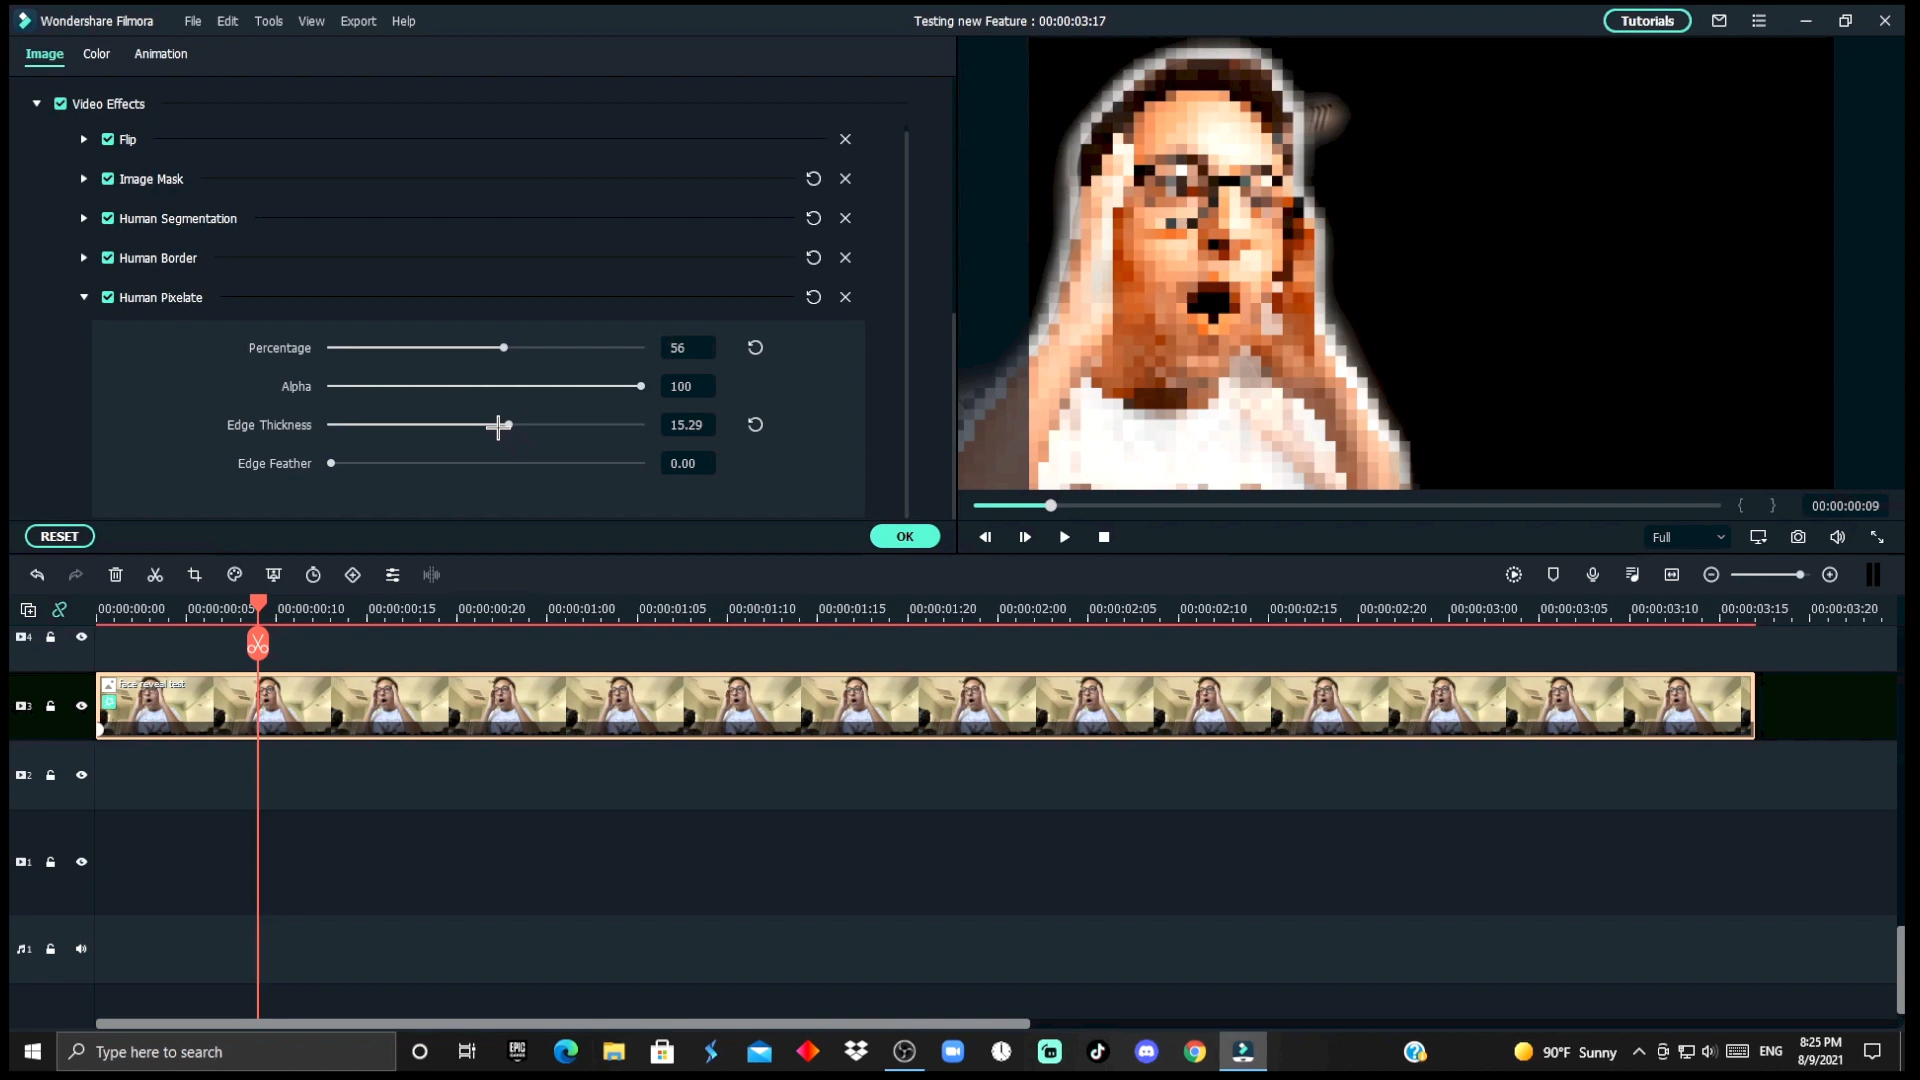 Wondershare Filmora File Edit Tools View Export Help Testing new Feature : 00:00:03:17 Tutorials
Image Color Animation
Video Effects
Flip
Image Mask
Human Segmentation
Human Border
Human Pixelate
Percentage 56
Alpha 100
Edge Thickness 15.29
Edge Feather 0.00
{ } 00:00:00:09
RESET OK
Full
00:00:00:00 00:00:00:05 00:00:00:10 00:00:00:15 00:00:00:20 00:00:01:00 00:00:01:05 00:00:01:10 00:00:01:15 00:00:01:20 00:00:02:00 00:00:02:05 00:00:02:10 00:00:02:15 00:00:02:20 00:00:03:00 00:00:03:05 00:00:03:10 00:00:03:15 00:00:03:20
4
face reveal test
3
2
1
1
Type here to search EPIC GAMES 90°F Sunny ENG 8:25 PM
8/9/2021